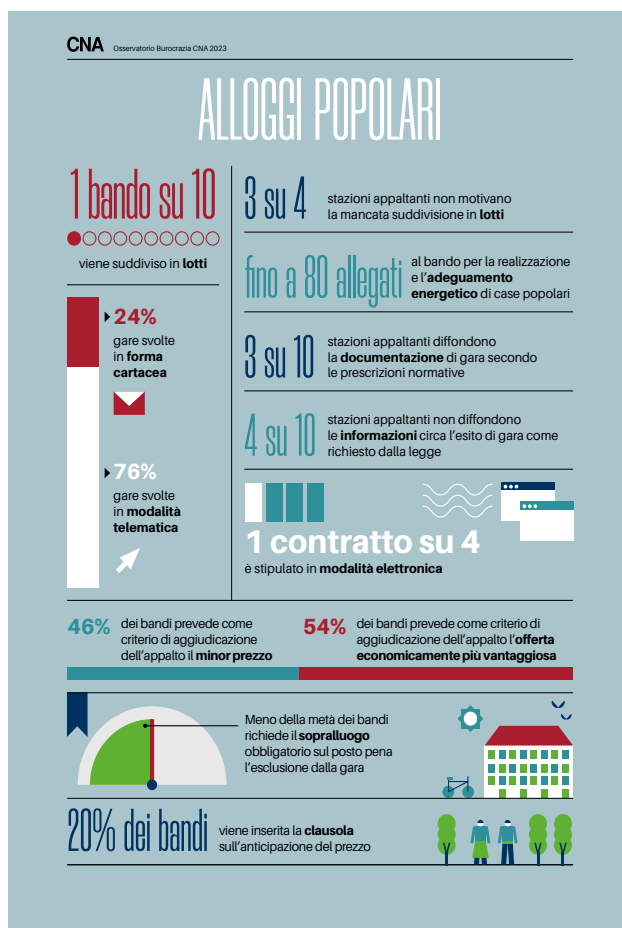 CNA Osservatorio Burocrazia CNA 2023
ALLOGGI POPOLARI
1 bando su 10
viene suddiviso in lotti
24%
gare svolte
in forma
cartacea
76%
gare svolte
in modalità
telematica
3 su 4
stazioni appaltanti non motivano
la mancata suddivisione in lotti
fino a 80 allegati
al bando per la realizzazione
e l'adeguamento
energetico di case popolari
3 su 10
stazioni appaltanti diffondono
la documentazione di gara secondo
le prescrizioni normative
4 su 10
stazioni appaltanti non diffondono
le informazioni circa l'esito di gara come
richiesto dalla legge
1 contratto su 4
è stipulato in modalità elettronica
46%
dei bandi prevede come
criterio di aggiudicazione
dell'appalto il minor prezzo
54%
dei bandi prevede come criterio di
aggiudicazione dell'appalto l'offerta
economicamente più vantaggiosa
Meno della metà dei bandi
richiede il sopralluogo
obbligatorio sul posto pena
l'esclusione dalla gara
20% dei bandi
viene inserita la clausola
sull'anticipazione del prezzo